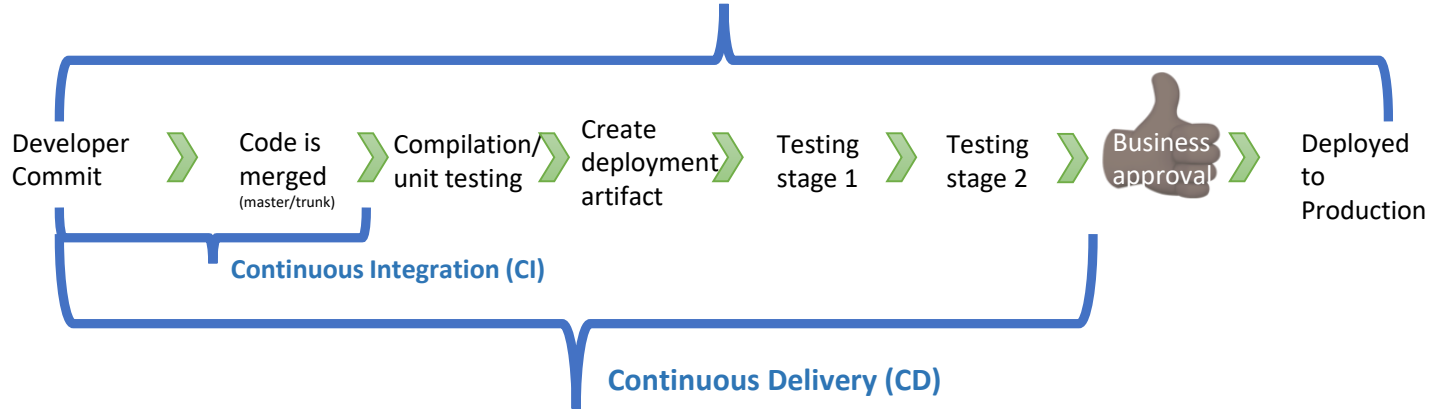 Developer
Commit
Code is
merged
(master/trunk)
Compilation/
unit testing
Create
deployment
artifact
Testing
stage 1
Testing
stage 2
Business
approval
Deployed
to
Production
Continuous Integration (CI)
Continuous Delivery (CD)